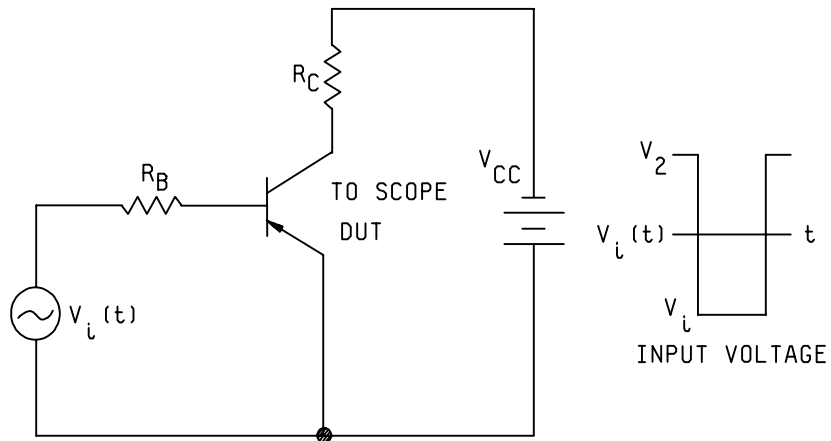 R_C
R_B
V_CC
TO SCOPE
DUT
V_i (t)
V_2
V_i (t)
t
V_i
INPUT VOLTAGE